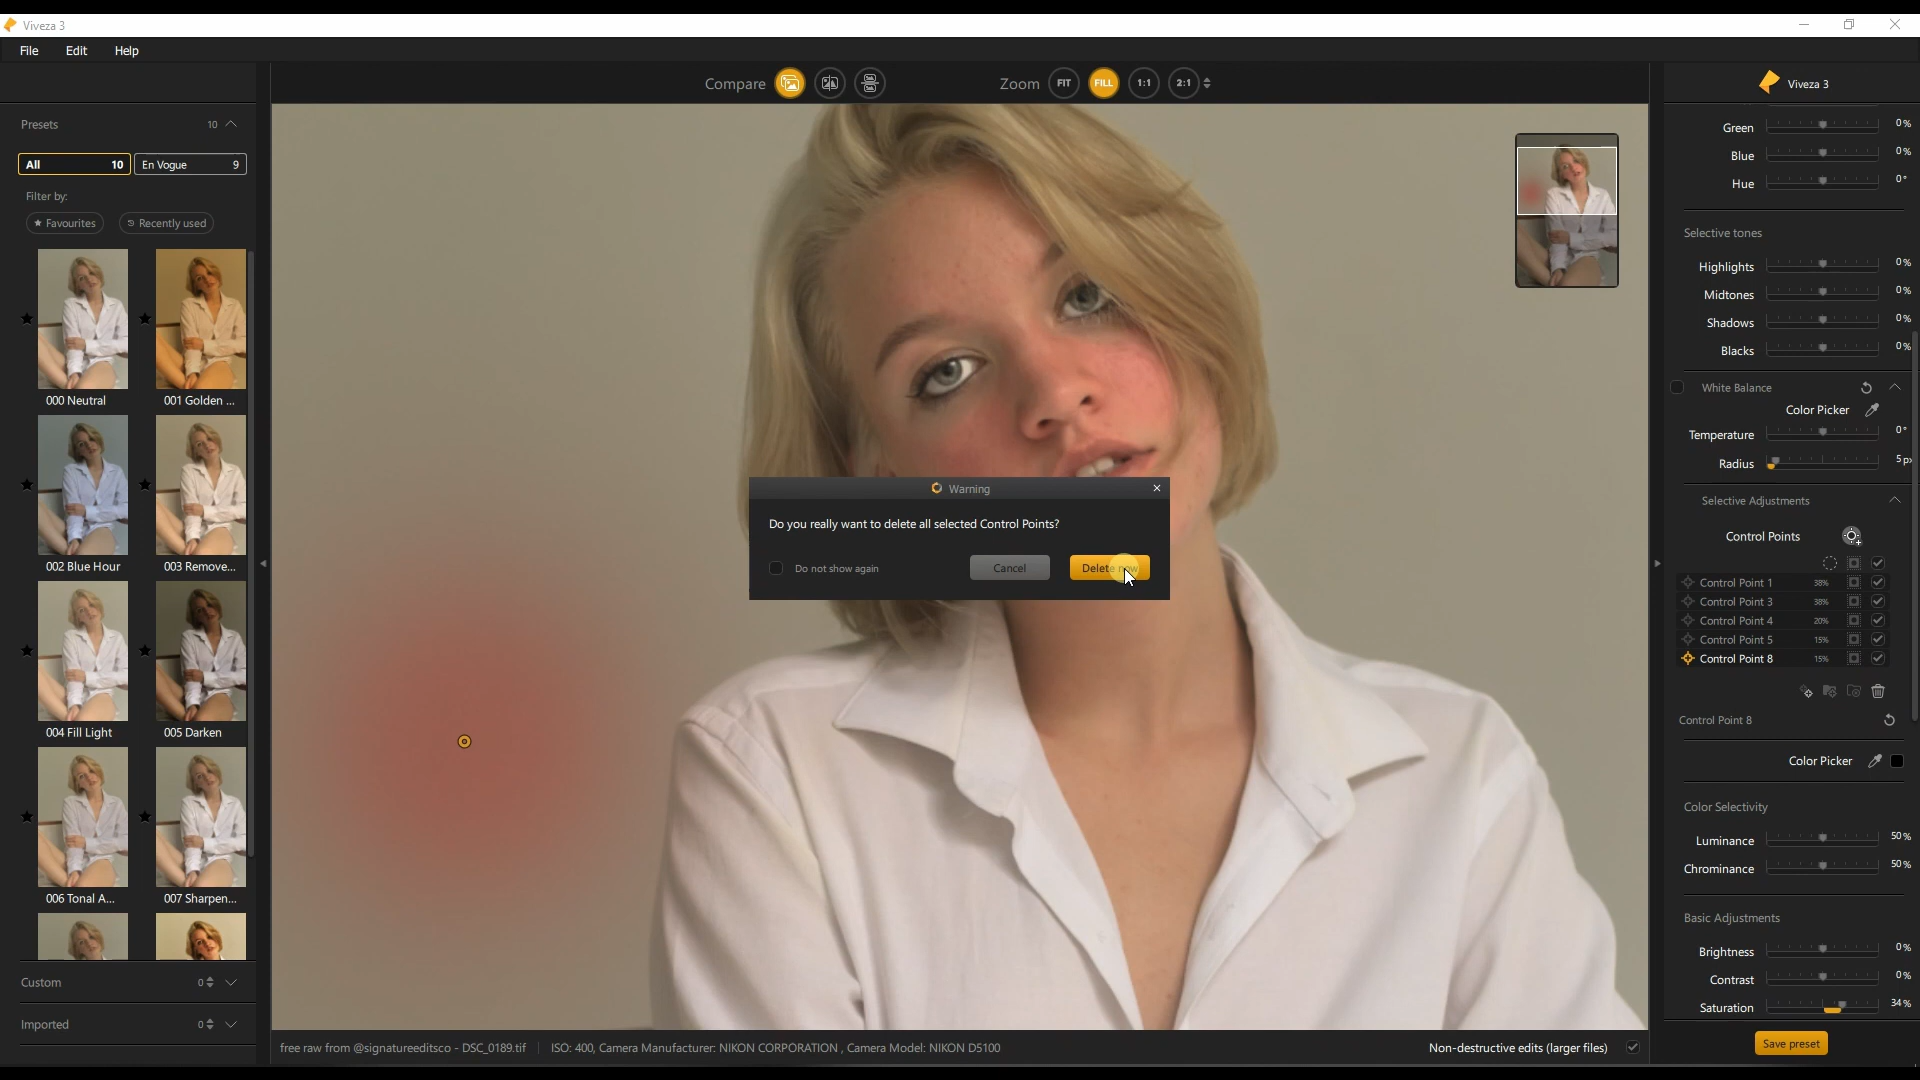 Viveza 3
File Edit Help
Compare
Zoom FIT FILL 1:1 2:1
Viveza 3
Presets 10
All 10 En Vogue 9
Filter by:
Favourites Recently used
000 Neutral 001 Golden ...
002 Blue Hour 003 Remove...
004 Fill Light 005 Darken
006 Tonal A... 007 Sharpen...
Custom 0
Imported 0
Warning
Do you really want to delete all selected Control Points?
Do not show again Cancel Delete now
free raw from @signatureeditsco - DSC_0189.tif ISO: 400, Camera Manufacturer: NIKON CORPORATION , Camera Model: NIKON D5100
Non-destructive edits (larger files)
Green 0%
Blue 0%
Hue 0°
Selective tones
Highlights 0%
Midtones 0%
Shadows 0%
Blacks 0%
White Balance
Color Picker
Temperature 0°
Radius 5px
Selective Adjustments
Control Points
Control Point 1 38%
Control Point 3 38%
Control Point 4 20%
Control Point 5 15%
Control Point 8 15%
Control Point 8
Color Picker
Color Selectivity
Luminance 50%
Chrominance 50%
Basic Adjustments
Brightness 0%
Contrast 0%
Saturation 34%
Save preset